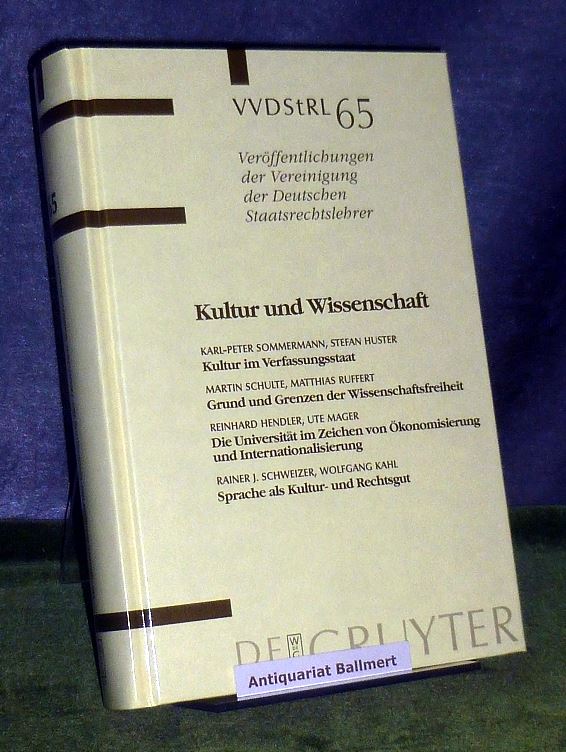 VVDStRL 65
Veröffentlichungen
der Vereinigung
der Deutschen
Staatsrechtslehrer
Kultur und Wissenschaft
KARL-PETER SOMMERMANN, STEFAN HUSTER
Kultur im Verfassungsstaat
MARTIN SCHULTE, MATTHIAS RUFFERT
Grund und Grenzen der Wissenschaftsfreiheit
REINHARD HENDLER, UTE MAGER
Die Universität im Zeichen von Ökonomisierung
und Internationalisierung
RAINER J. SCHWEIZER, WOLFGANG KAHL
Sprache als Kultur- und Rechtsgut
DE GRUYTER
Antiquariat Ballmert